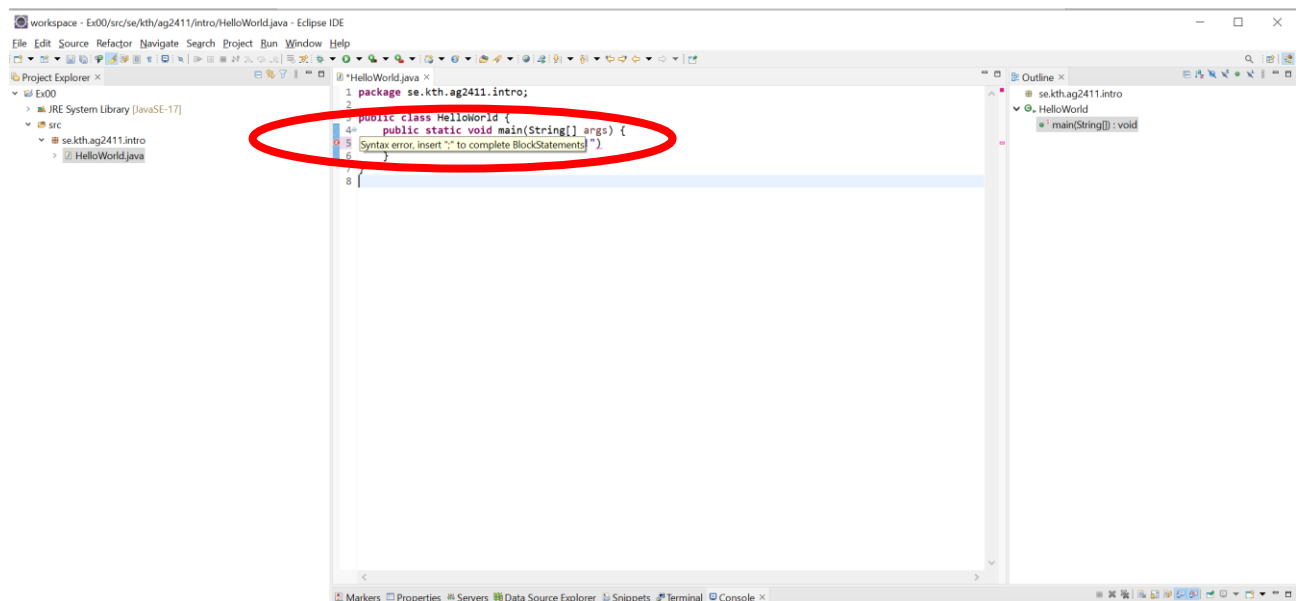 workspace - Ex00/src/se/kth/ag2411/intro/HelloWorld.java - Eclipse IDE
File Edit Source Refactor Navigate Search Project Run Window Help
Project Explorer
Ex00
JRE System Library [JavaSE-17]
src
se.kth.ag2411.intro
HelloWorld.java
*HelloWorld.java
1 package se.kth.ag2411.intro;
2
3 public class HelloWorld {
4 public static void main(String[] args) {
5 Syntax error, insert ";" to complete BlockStatements ")
6 }
7 }
8
Outline
se.kth.ag2411.intro
HelloWorld
main(String[]) : void
Markers Properties Servers Data Source Explorer Snippets Terminal Console